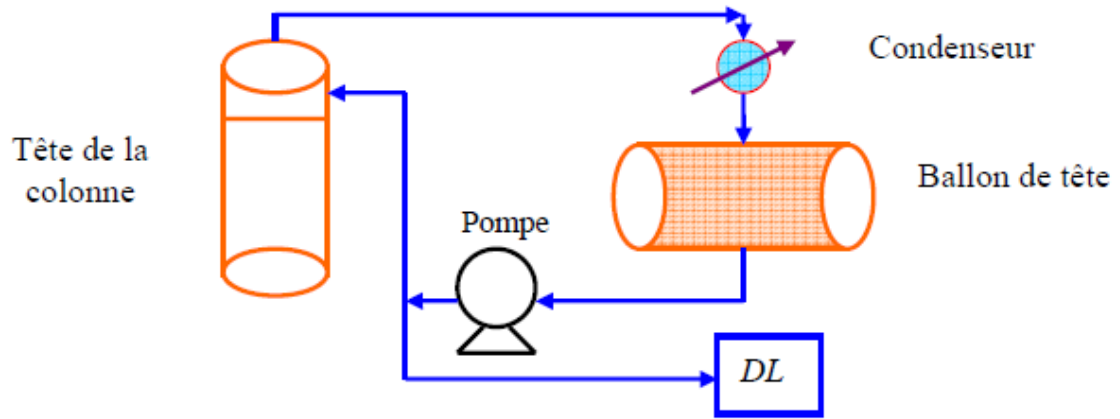 Condenseur
Tête de la
colonne
Ballon de tête
Pompe
DL